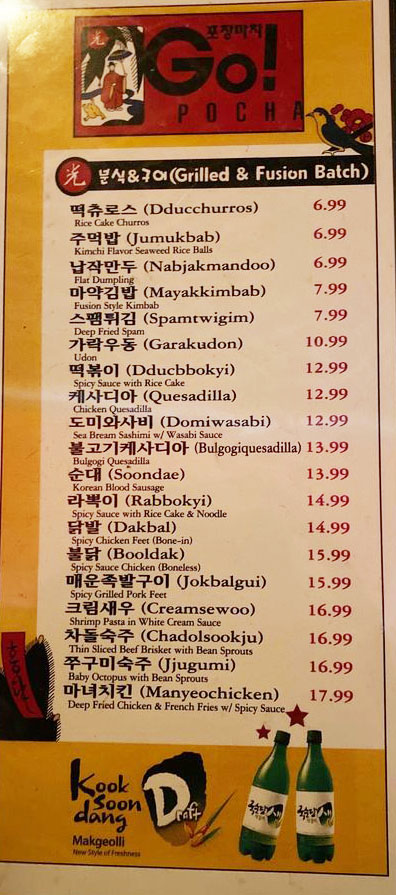 光
포장마차
Go!
POCHA
光 분식&구이(Grilled & Fusion Batch)
떡츄로스 (Dducchurros) 6.99
Rice Cake Churros
주먹밥 (Jumukbab) 6.99
Kimchi Flavor Seaweed Rice Balls
납작만두 (Nabjakmandoo) 6.99
Flat Dumpling
마약김밥 (Mayakkimbab) 7.99
Fusion Style Kimbab
스팸튀김 (Spamtwigim) 7.99
Deep Fried Spam
가락우동 (Garakudon) 10.99
Udon
떡볶이 (Dducbbokyi) 12.99
Spicy Sauce with Rice Cake
케사디아 (Quesadilla) 12.99
Chicken Quesadilla
도미와사비 (Domiwasabi) 12.99
Sea Bream Sashimi w/ Wasabi Sauce
불고기케사디아 (Bulgogiquesadilla) 13.99
Bulgogi Quesadilla
순대 (Soondae) 13.99
Korean Blood Sausage
라뽁이 (Rabbokyi) 14.99
Spicy Sauce with Rice Cake & Noodle
닭발 (Dakbal) 14.99
Spicy Chicken Feet (Bone-in)
불닭 (Booldak) 15.99
Spicy Sauce Chicken (Boneless)
매운족발구이 (Jokbalgui) 15.99
Spicy Grilled Pork Feet
크림새우 (Creamsewoo) 16.99
Shrimp Pasta in White Cream Sauce
차돌숙주 (Chadolsookju) 16.99
Thin Sliced Beef Brisket with Bean Sprouts
쭈구미숙주 (Jjugumi) 16.99
Baby Octopus with Bean Sprouts
마녀치킨 (Manyeochicken) 17.99
Deep Fried Chicken & French Fries w/ Spicy Sauce
Kook
soon
dang
Draft
Makgeolli
New Style of Freshness